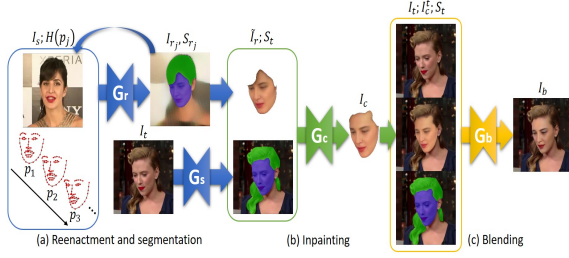 I_s; H(p_j)
I_{r_j}, S_{r_j}
Ĩ_r; S_t
I_t; I_c^t; S_t
G_r
I_t
G_s
G_c
I_c
G_b
I_b
p_1
p_2
p_3
...
(a) Reenactment and segmentation
(b) Inpainting
(c) Blending